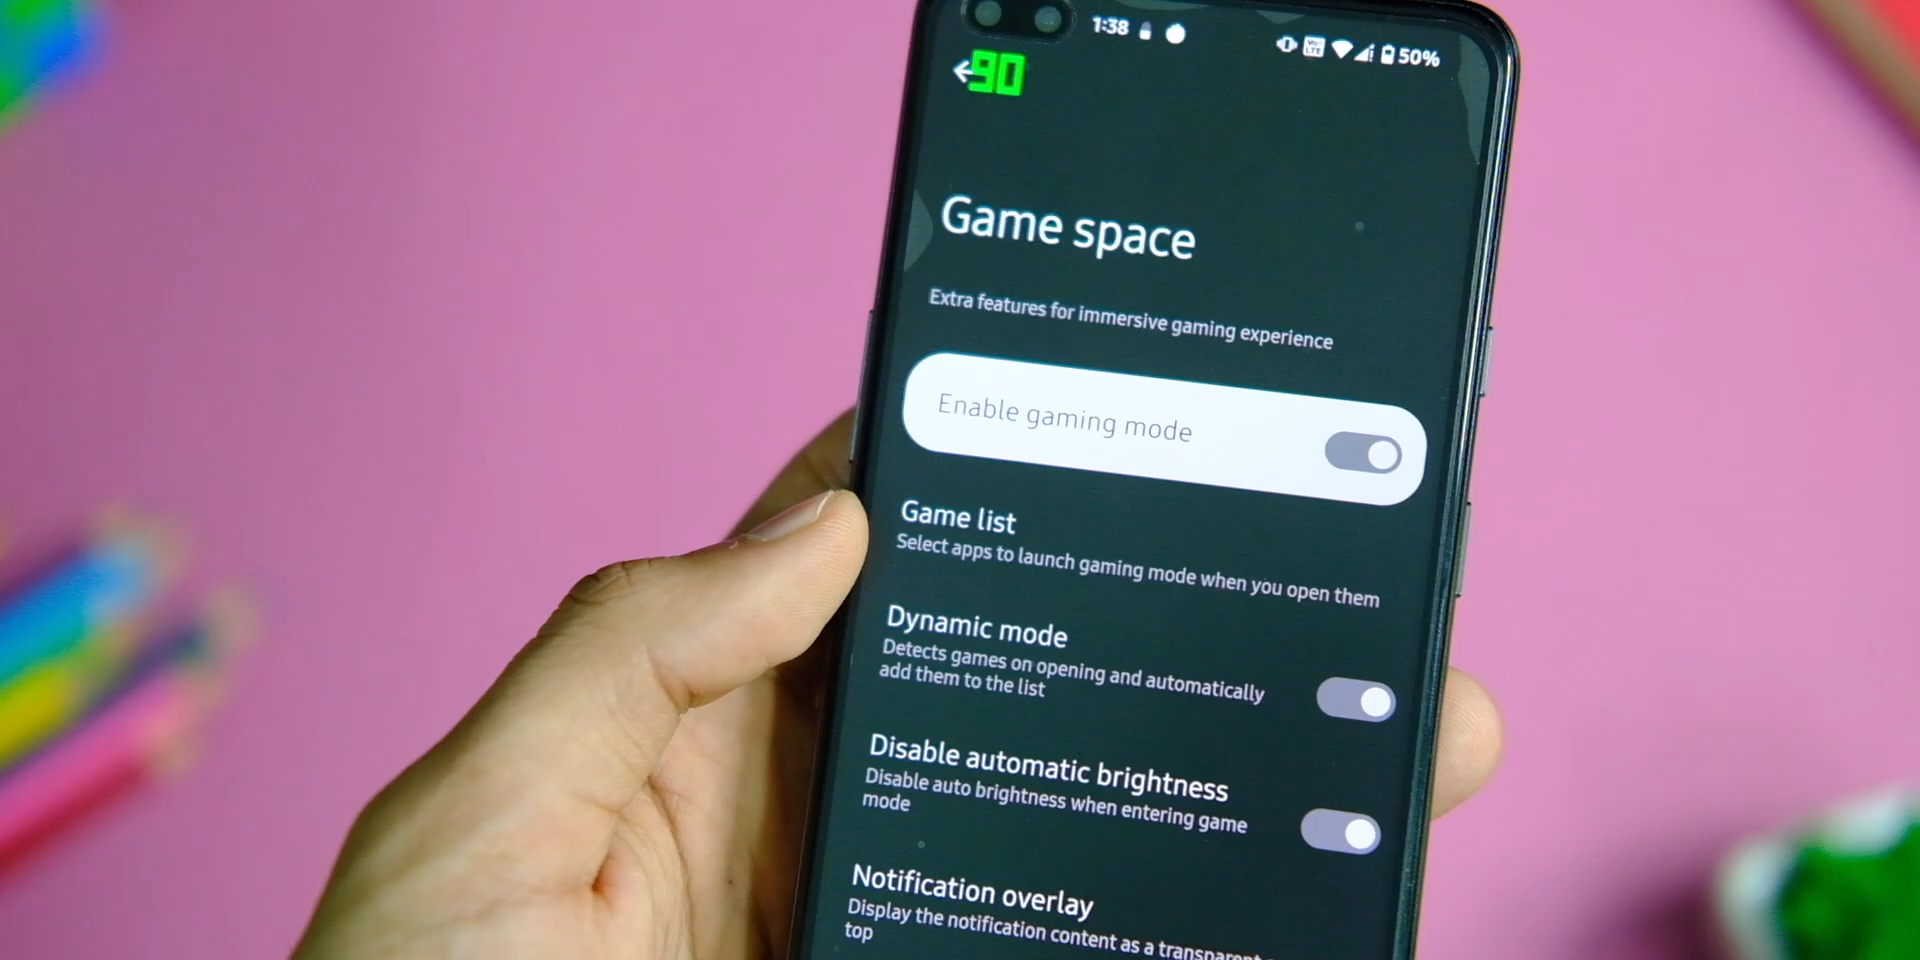 1:38
Vo LTE
50%
90
Game space
Extra features for immersive gaming experience
Enable gaming mode
Game list
Select apps to launch gaming mode when you open them
Dynamic mode
Detects games on opening and automatically
add them to the list
Disable automatic brightness
Disable auto brightness when entering game
mode
Notification overlay
Display the notification content as a transparent
top